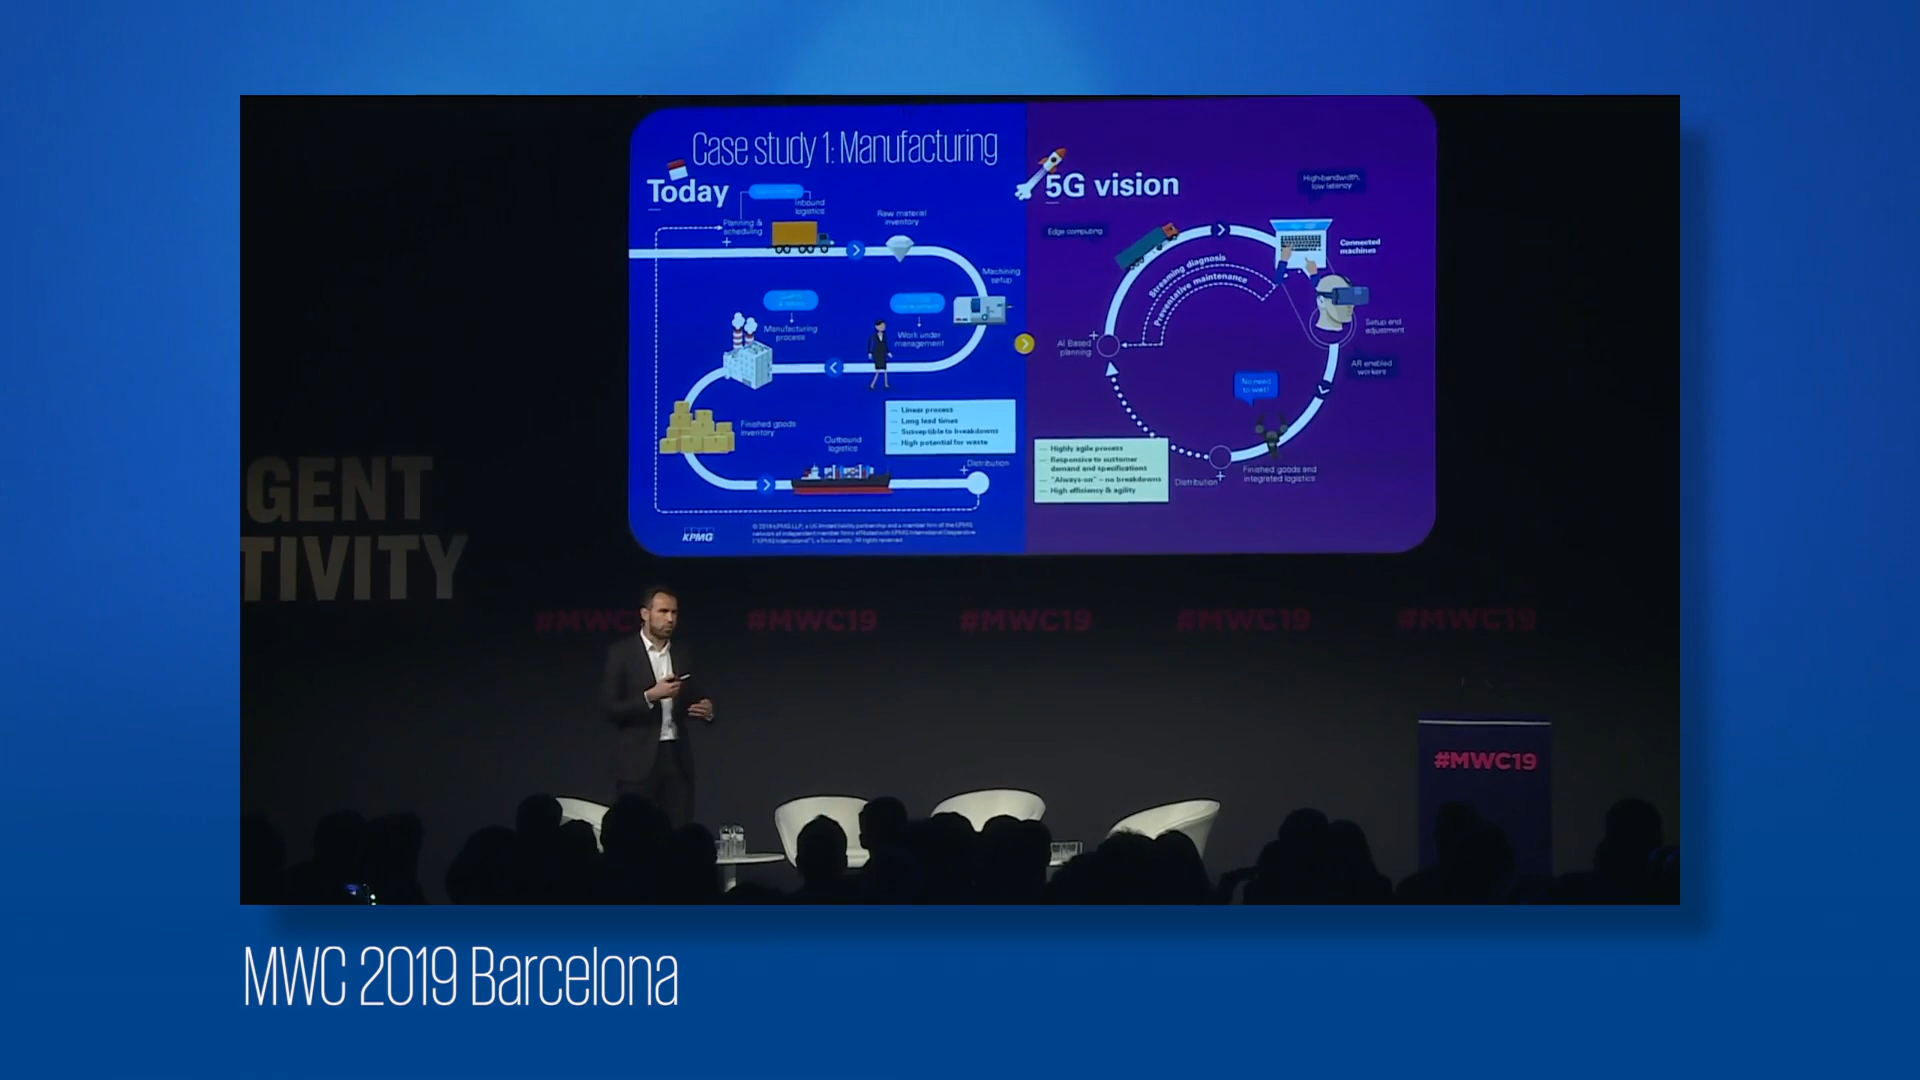 Case study 1: Manufacturing
Today
Inbound
logistics
Planning &
scheduling
Raw material
inventory
Machining
setup
Manufacturing
process
Work under
management
Finished goods
inventory
— Linear process
— Long lead times
— Susceptible to breakdowns
— High potential for waste
Outbound
logistics
Distribution
KPMG
5G vision
High-bandwidth,
low latency
Edge computing
Connected
machines
Streaming diagnosis
Preventative maintenance
Setup and
adjustment
AI Based
planning
AR enabled
workers
No need
to wait!
— Highly agile process
— Responsive to customer
demand and specifications
— "Always-on" – no breakdowns
— High efficiency & agility
Distribution
Finished goods and
integrated logistics
GENT
TIVITY
#MWC
#MWC19
#MWC19
#MWC19
#MWC19
#MWC19
MWC 2019 Barcelona